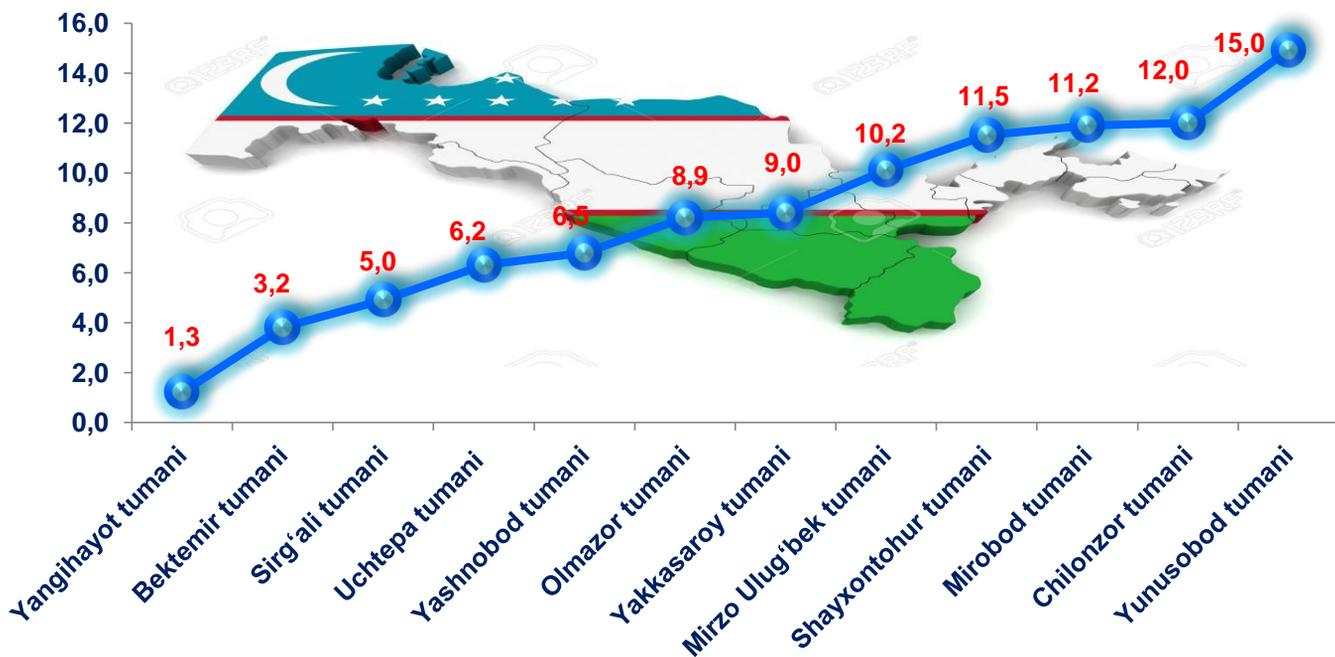 16,0
14,0
12,0
10,0
8,0
6,0
4,0
2,0
0,0
1,3
3,2
5,0
6,2
6,5
8,9
9,0
10,2
11,5
11,2
12,0
15,0
Yangihayot tumani
Bektemir tumani
Sirg‘ali tumani
Uchtepa tumani
Yashnobod tumani
Olmazor tumani
Yakkasaroy tumani
Mirzo Ulug‘bek tumani
Shayxontohur tumani
Mirobod tumani
Chilonzor tumani
Yunusobod tumani